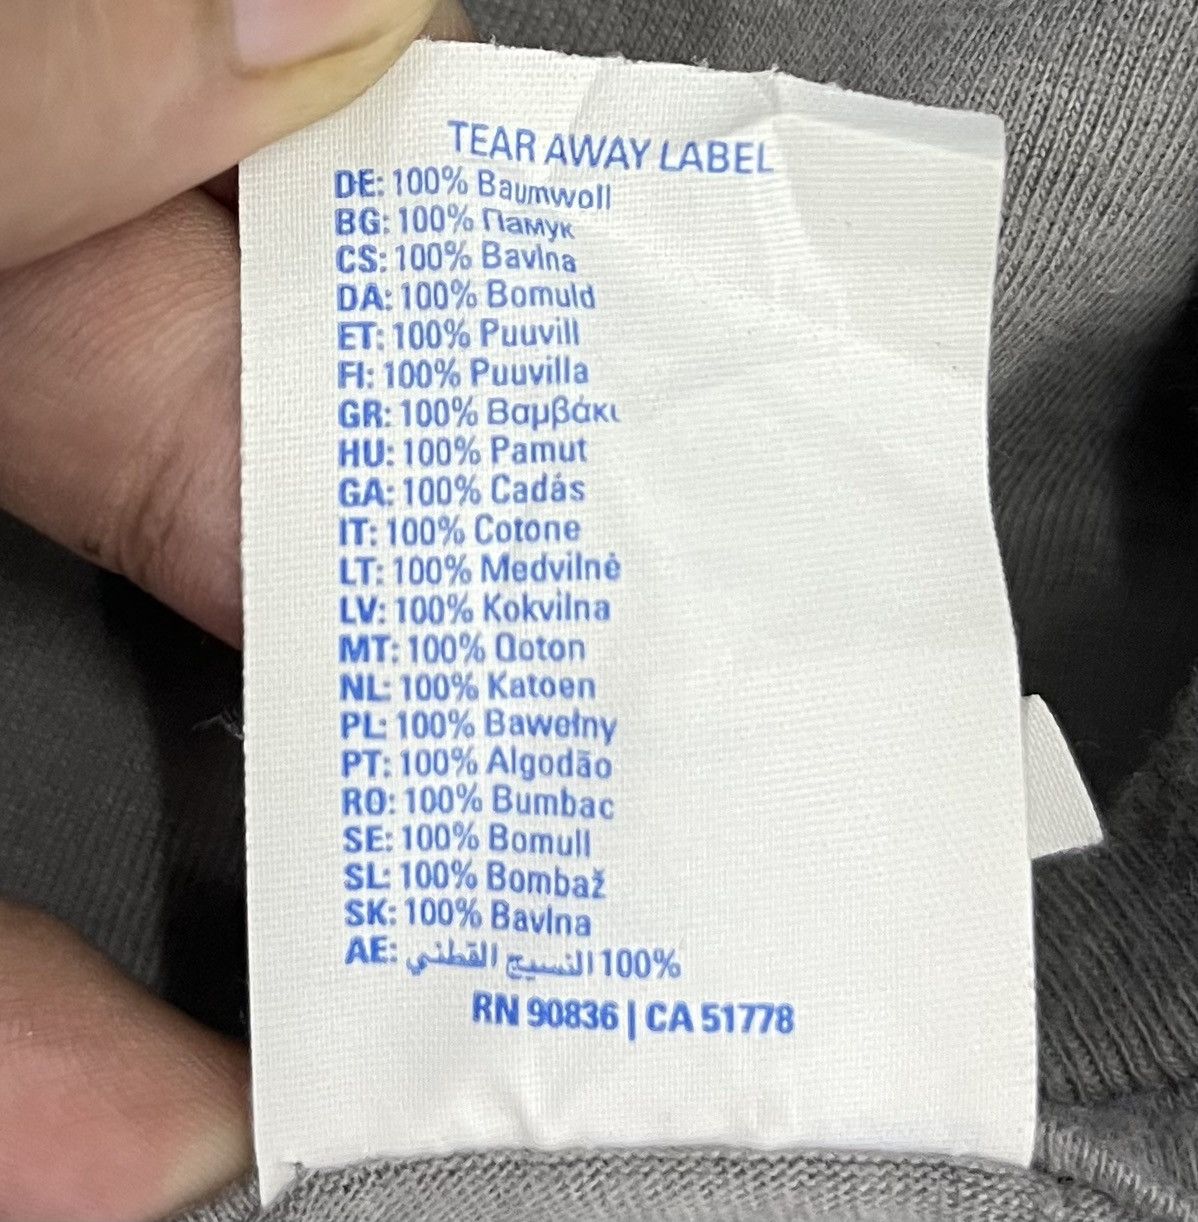 TEAR AWAY LABEL
DE: 100% Baumwoll
BG: 100% Памук
CS: 100% Bavlna
DA: 100% Bomuld
ET: 100% Puuvill
FI: 100% Puuvilla
GR: 100% Βαμβάκι
HU: 100% Pamut
GA: 100% Cadás
IT: 100% Cotone
LT: 100% Medvilnė
LV: 100% Kokvilna
MT: 100% Qoton
NL: 100% Katoen
PL: 100% Bawełny
PT: 100% Algodão
RO: 100% Bumbac
SE: 100% Bomull
SL: 100% Bombaž
SK: 100% Bavlna
AE: 100% النسيج القطني
RN 90836 | CA 51778